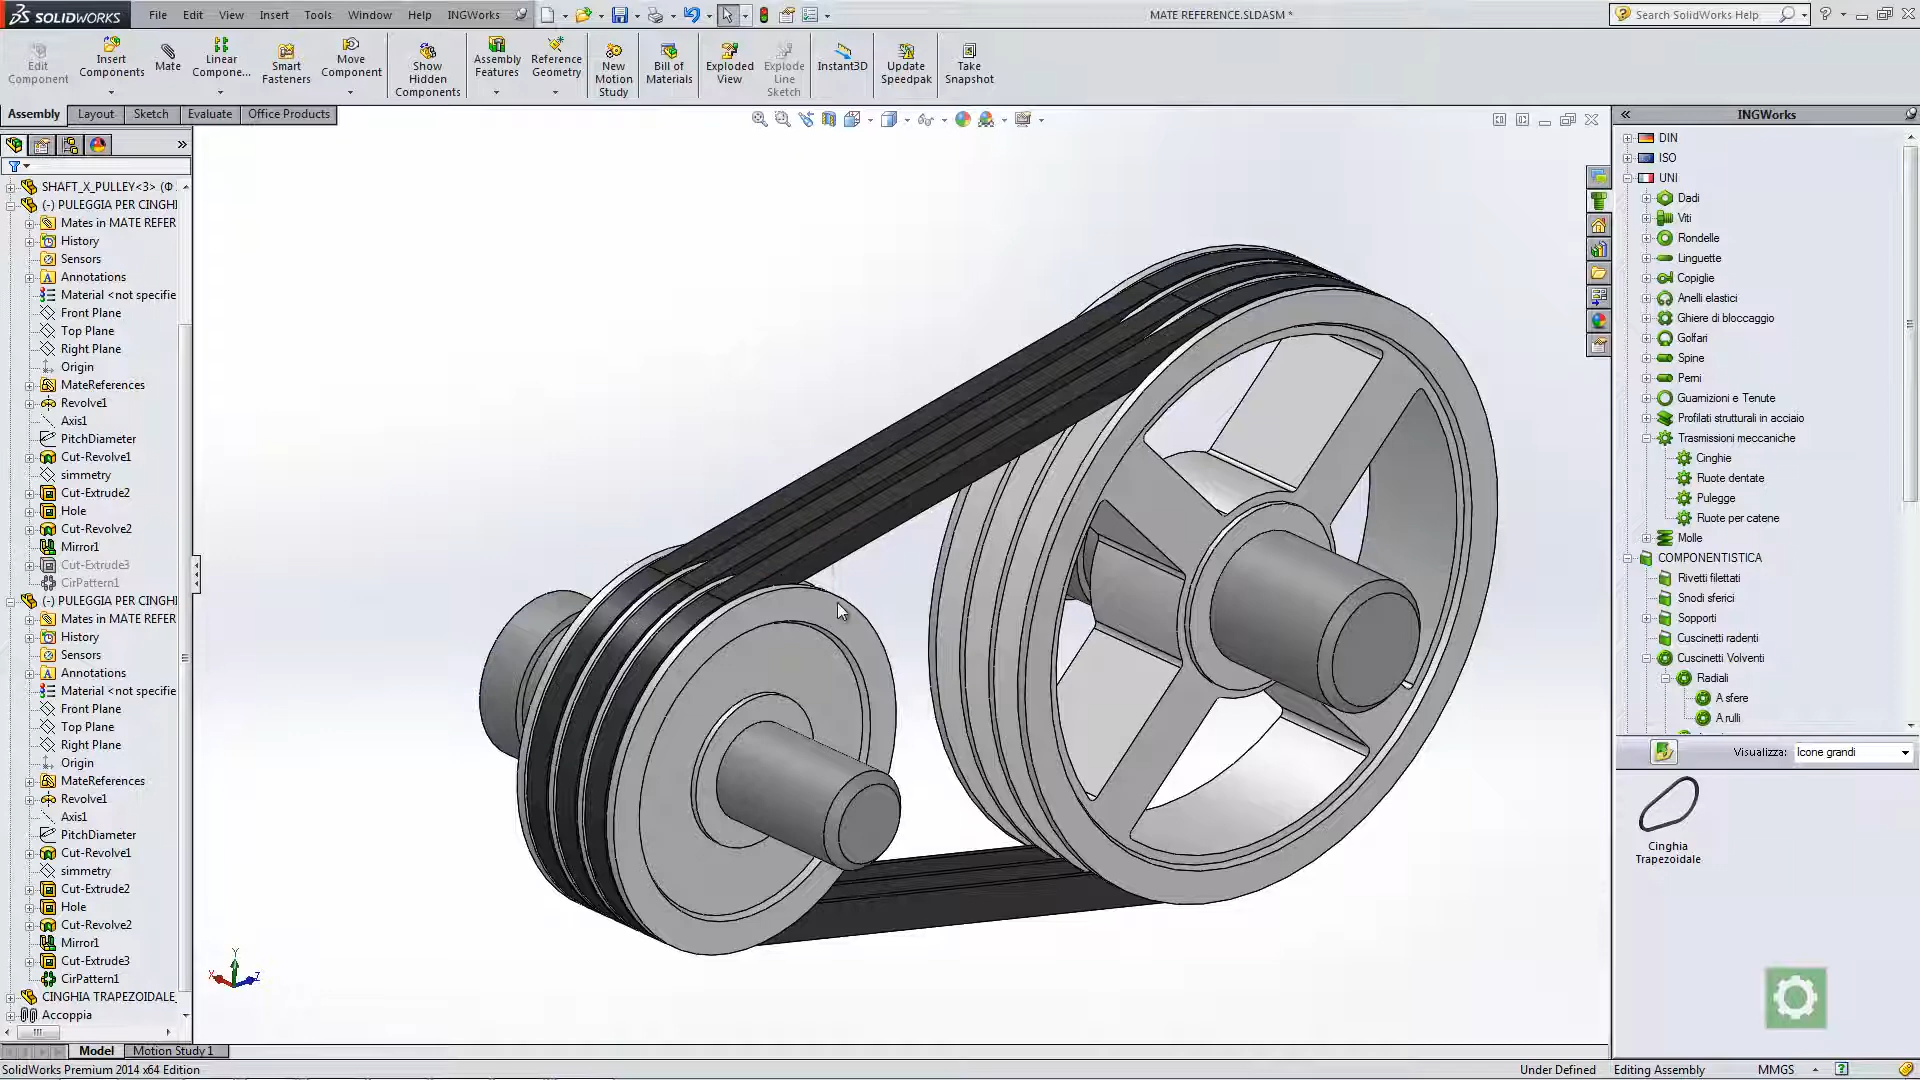 SOLIDWORKS File Edit View Insert Tools Window Help INGWorks MATE REFERENCE.SLDASM * Search SolidWorks Help
Edit Component
Insert Components
Mate
Linear Compone...
Smart Fasteners
Move Component
Show Hidden Components
Assembly Features
Reference Geometry
New Motion Study
Bill of Materials
Exploded View
Explode Line Sketch
Instant3D
Update Speedpak
Take Snapshot
Assembly Layout Sketch Evaluate Office Products
SHAFT_X_PULLEY<3> (Φ
(-) PULEGGIA PER CINGHI
Mates in MATE REFER
History
Sensors
Annotations
Material <not specifie
Front Plane
Top Plane
Right Plane
Origin
MateReferences
Revolve1
Axis1
PitchDiameter
Cut-Revolve1
simmetry
Cut-Extrude2
Hole
Cut-Revolve2
Mirror1
Cut-Extrude3
CirPattern1
(-) PULEGGIA PER CINGHI
Mates in MATE REFER
History
Sensors
Annotations
Material <not specifie
Front Plane
Top Plane
Right Plane
Origin
MateReferences
Revolve1
Axis1
PitchDiameter
Cut-Revolve1
simmetry
Cut-Extrude2
Hole
Cut-Revolve2
Mirror1
Cut-Extrude3
CirPattern1
CINGHIA TRAPEZOIDALE_
Accoppia
Y
X
Z
INGWorks
DIN
ISO
UNI
Dadi
Viti
Rondelle
Linguette
Copiglie
Anelli elastici
Ghiere di bloccaggio
Golfari
Spine
Perni
Guarnizioni e Tenute
Profilati strutturali in acciaio
Trasmissioni meccaniche
Cinghie
Ruote dentate
Pulegge
Ruote per catene
Molle
COMPONENTISTICA
Rivetti filettati
Snodi sferici
Supporti
Cuscinetti radenti
Cuscinetti Volventi
Radiali
A sfere
A rulli
Visualizza: Icone grandi
Cinghia
Trapezoidale
Model Motion Study 1
SolidWorks Premium 2014 x64 Edition Under Defined Editing Assembly MMGS